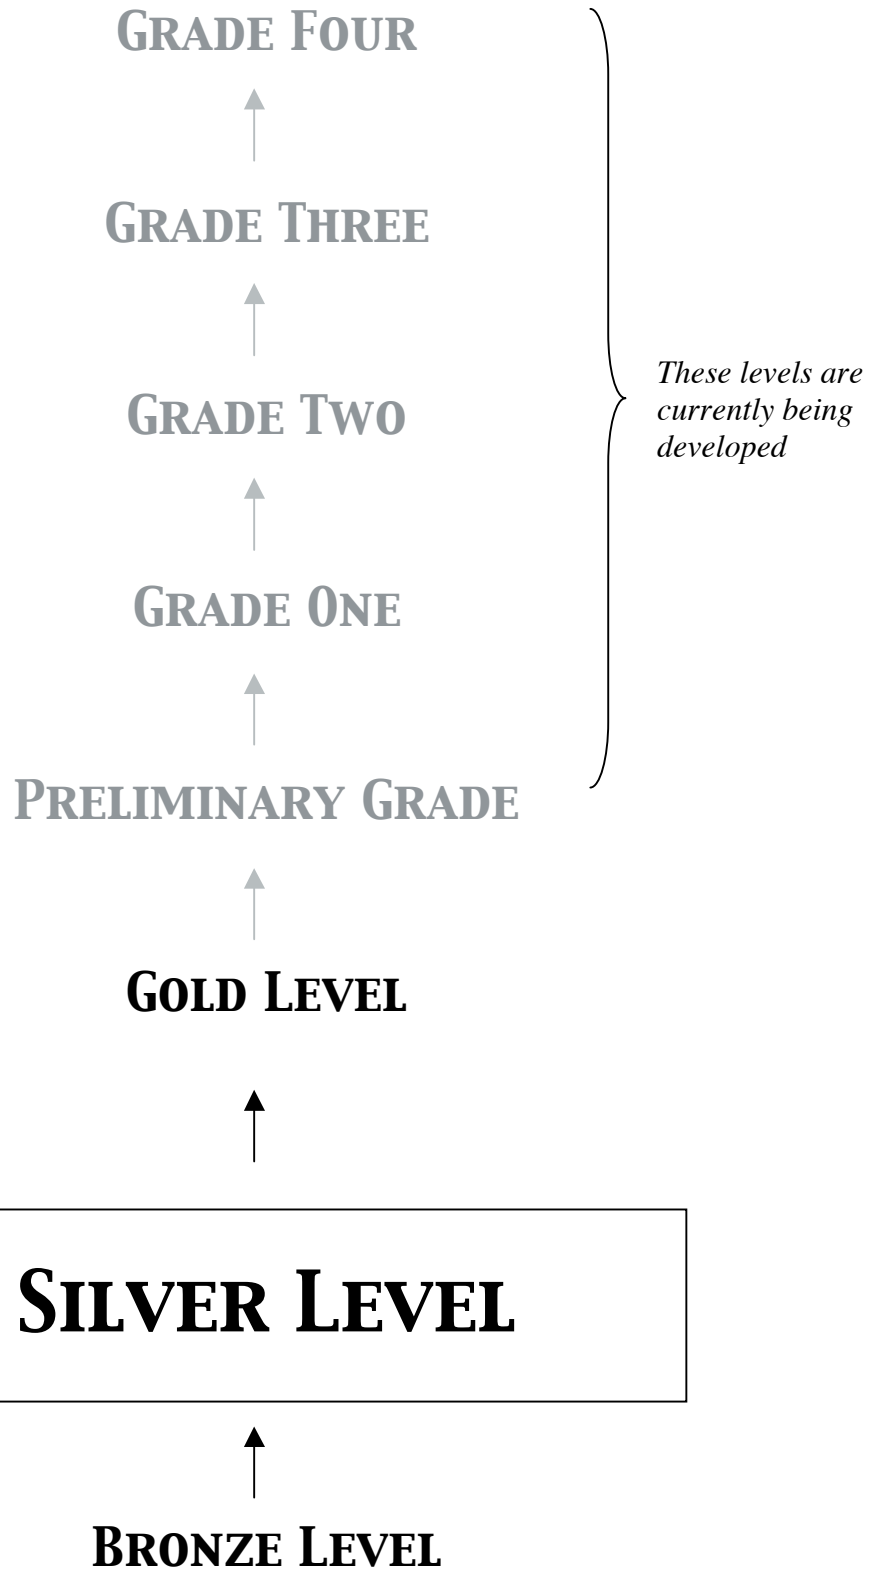 GRADE FOUR
GRADE THREE
These levels are
currently being
developed
GRADE TWO
GRADE ONE
PRELIMINARY GRADE
GOLD LEVEL
SILVER LEVEL
BRONZE LEVEL